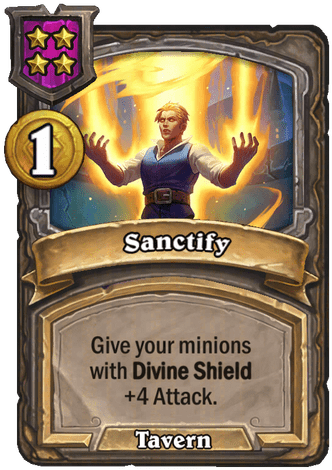 1
Sanctify
Give your minions
with Divine Shield
+4 Attack.
Tavern